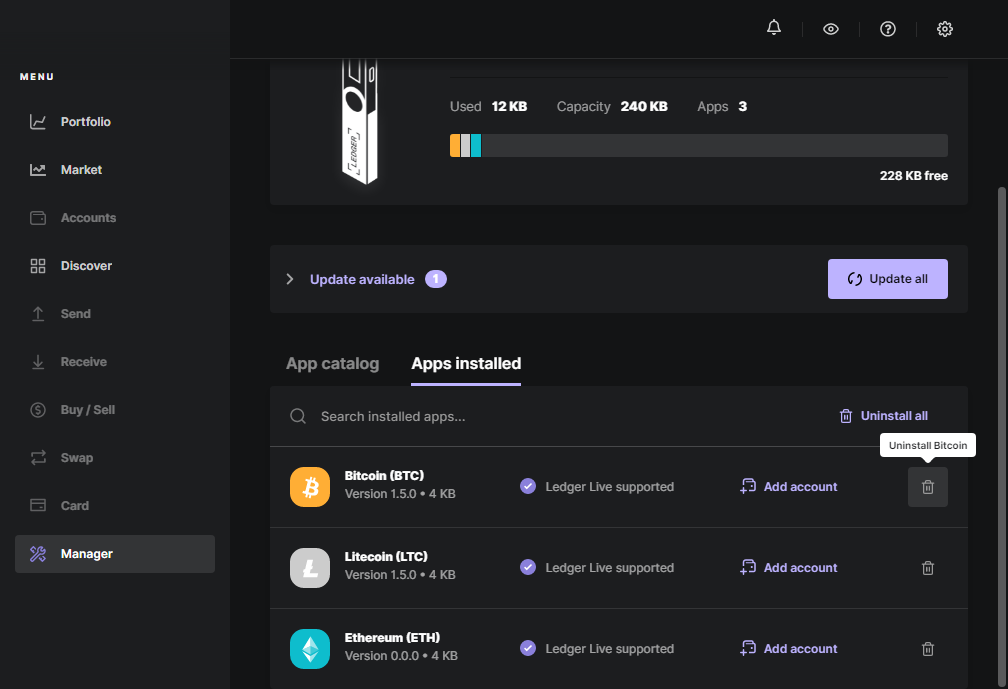 MENU
Portfolio
Market
Accounts
Discover
Send
Receive
Buy / Sell
Swap
Card
Manager
LEDGER
Used 12 KB Capacity 240 KB Apps 3
228 KB free
Update available 1
Update all
App catalog Apps installed
Search installed apps...
Uninstall all
Uninstall Bitcoin
Bitcoin (BTC)
Version 1.5.0 • 4 KB
Ledger Live supported
Add account
Litecoin (LTC)
Version 1.5.0 • 4 KB
Ledger Live supported
Add account
Ethereum (ETH)
Version 0.0.0 • 4 KB
Ledger Live supported
Add account